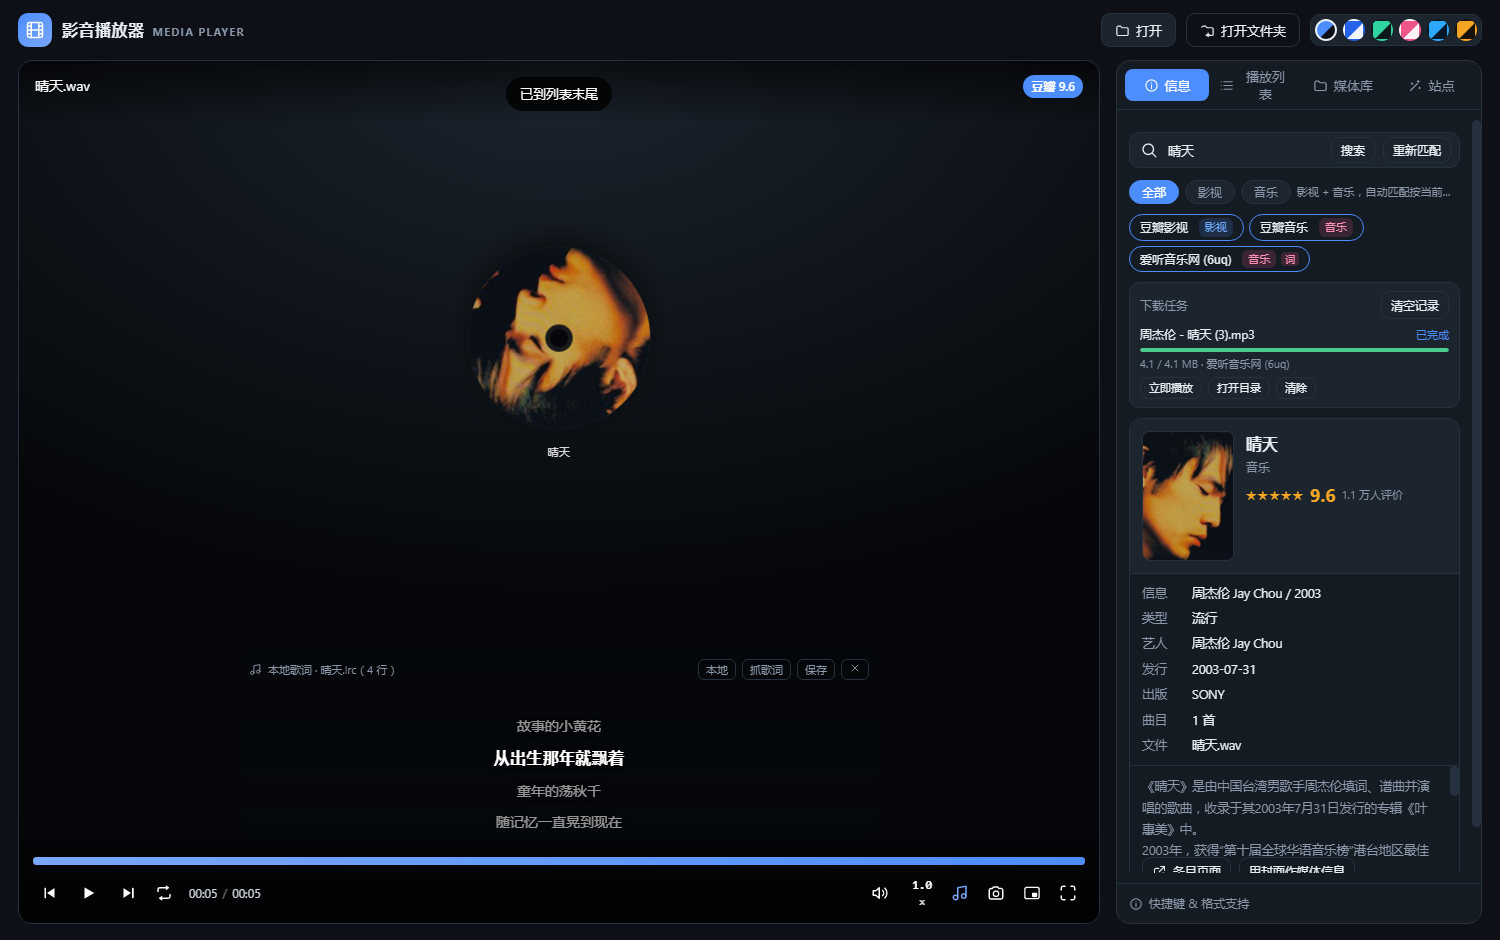 影音播放器 MEDIA PLAYER
打开
打开文件夹
晴天.wav
已到列表末尾
豆瓣 9.6
晴天
本地歌词 · 晴天.lrc ( 4 行 )
本地
抓歌词
保存
故事的小黄花
从出生那年就飘着
童年的荡秋千
随记忆一直晃到现在
00:05 / 00:05
1.0
x
信息
播放列
表
媒体库
站点
晴天
搜索
重新匹配
全部
影视
音乐
影视 + 音乐，自动匹配按当前...
豆瓣影视 影视
豆瓣音乐 音乐
爱听音乐网 (6uq) 音乐 词
下载任务
清空记录
周杰伦 - 晴天 (3).mp3
已完成
4.1 / 4.1 MB · 爱听音乐网 (6uq)
立即播放
打开目录
清除
晴天
音乐
★★★★★ 9.6 1.1 万人评价
信息 周杰伦 Jay Chou / 2003
类型 流行
艺人 周杰伦 Jay Chou
发行 2003-07-31
出版 SONY
曲目 1 首
文件 晴天.wav
《晴天》是由中国台湾男歌手周杰伦填词、谱曲并演
唱的歌曲，收录于其2003年7月31日发行的专辑《叶
惠美》中。
2003年，获得“第十届全球华语音乐榜”港台地区最佳
条目页面
用封面作媒体信息
快捷键 & 格式支持